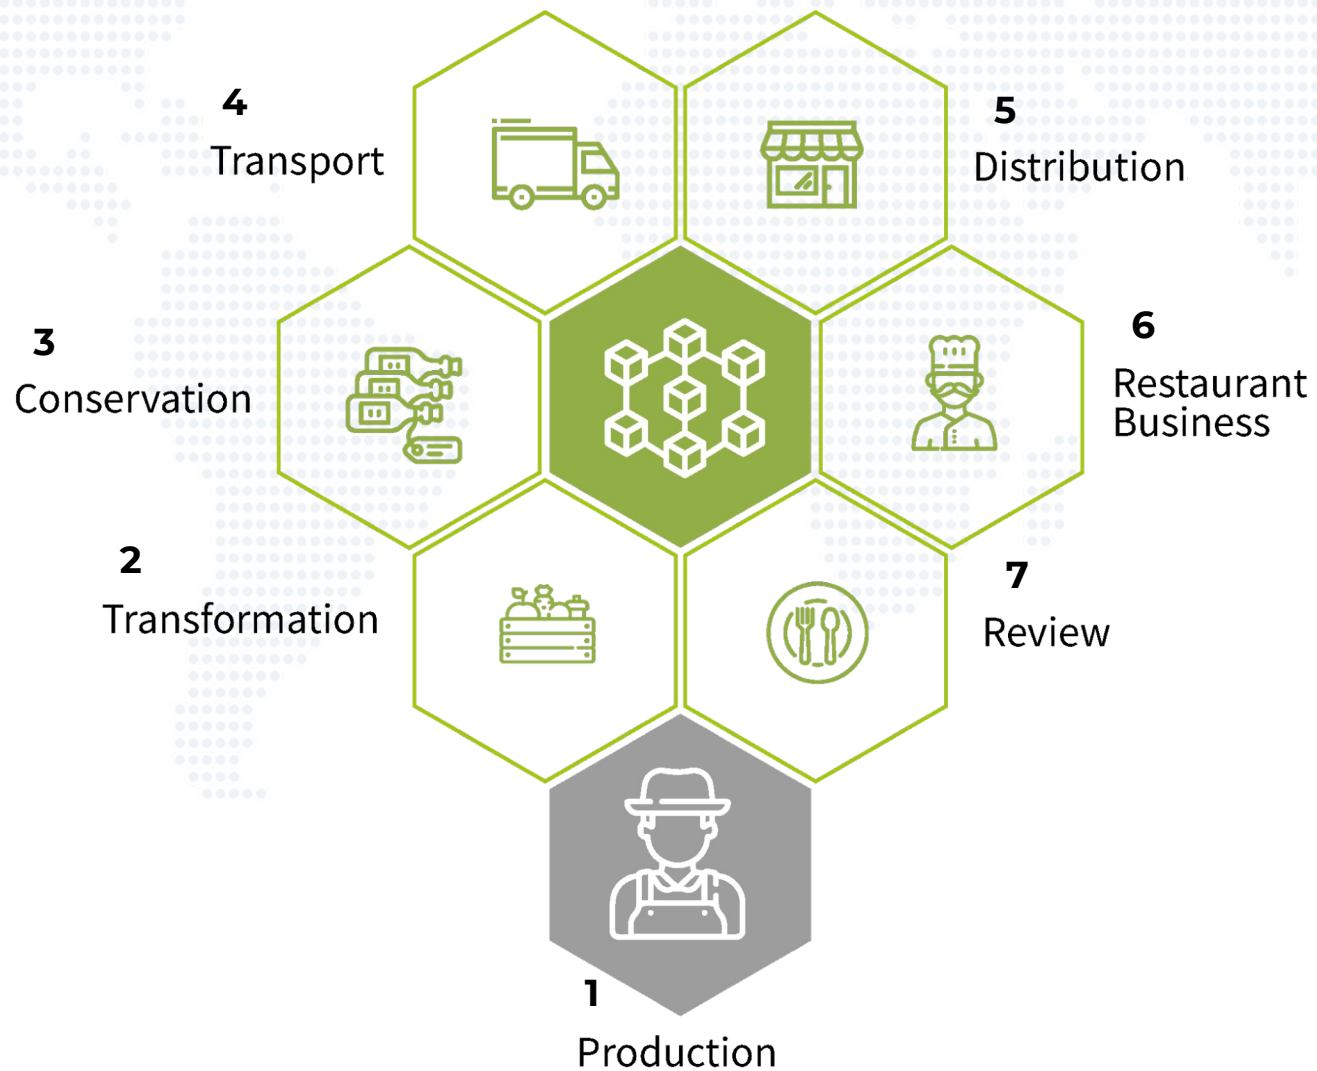 4
Transport
5
Distribution
3
Conservation
6
Restaurant
Business
2
Transformation
7
Review
1
Production